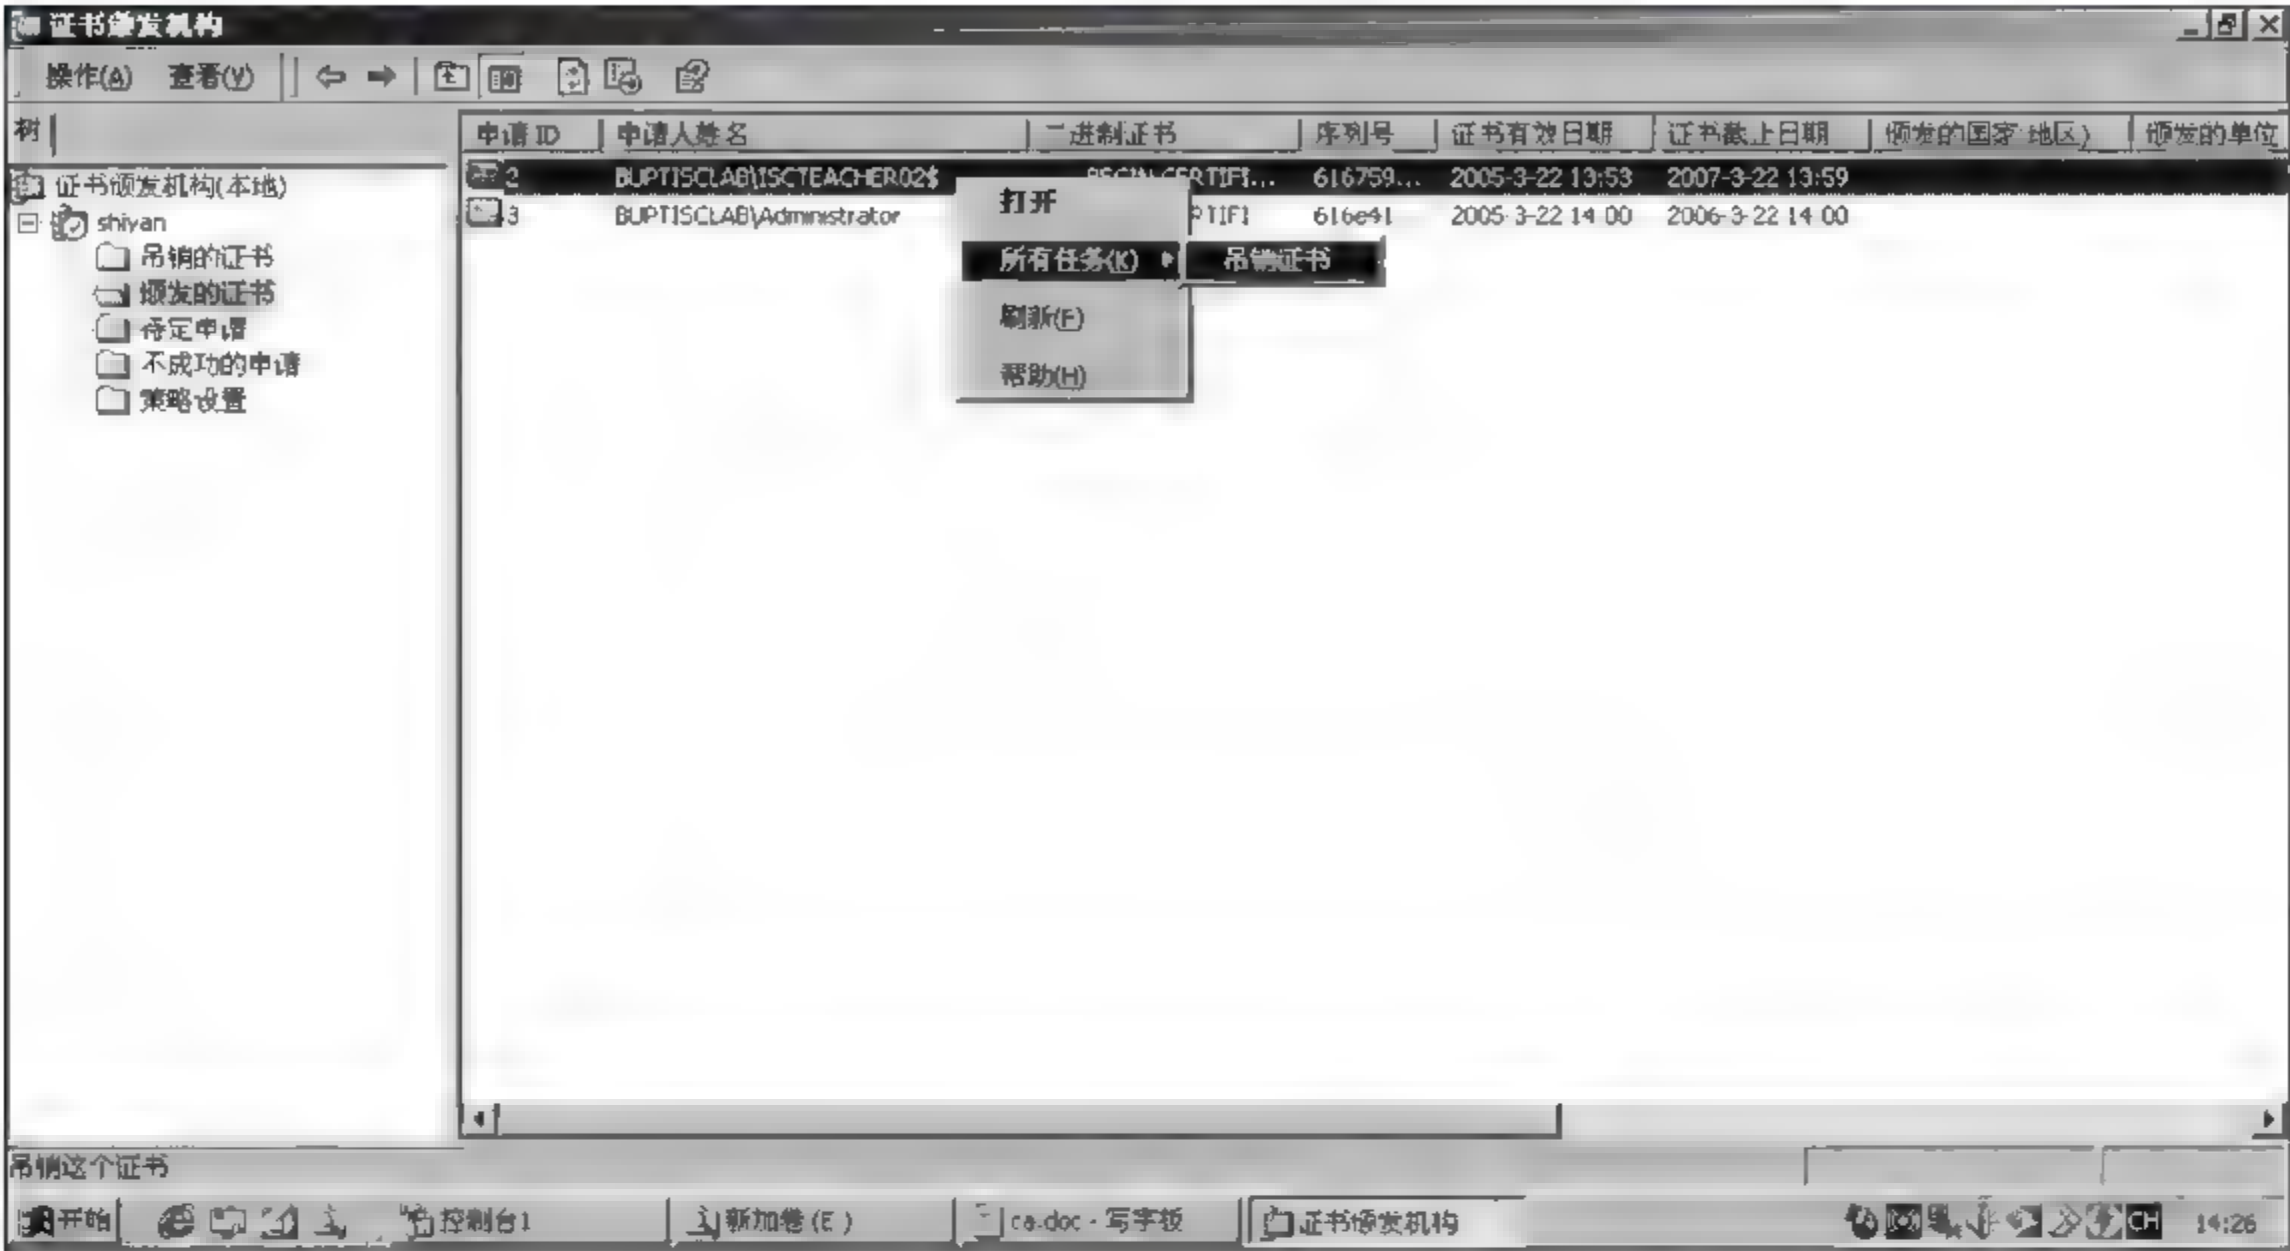 证书颁发机构
操作(A) 查看(V)
树
申请 ID 申请人姓名 二进制证书 序列号 证书有效日期 证书截止日期 颁发的国家(地区) 颁发的单位
证书颁发机构(本地)
shiyan
吊销的证书
颁发的证书
待定申请
不成功的申请
策略设置
2 BUPTISCLAB\ISCTEACHER02$ 616759... 2005-3-22 13:53 2007-3-22 13:59
3 BUPTISCLAB\Administrator 616e41 2005-3-22 14:00 2006-3-22 14:00
打开
所有任务(K) 吊销证书
刷新(F)
帮助(H)
吊销这个证书
开始 控制台1 新加卷 (E:) ca.doc - 写字板 证书颁发机构 CH 14:26